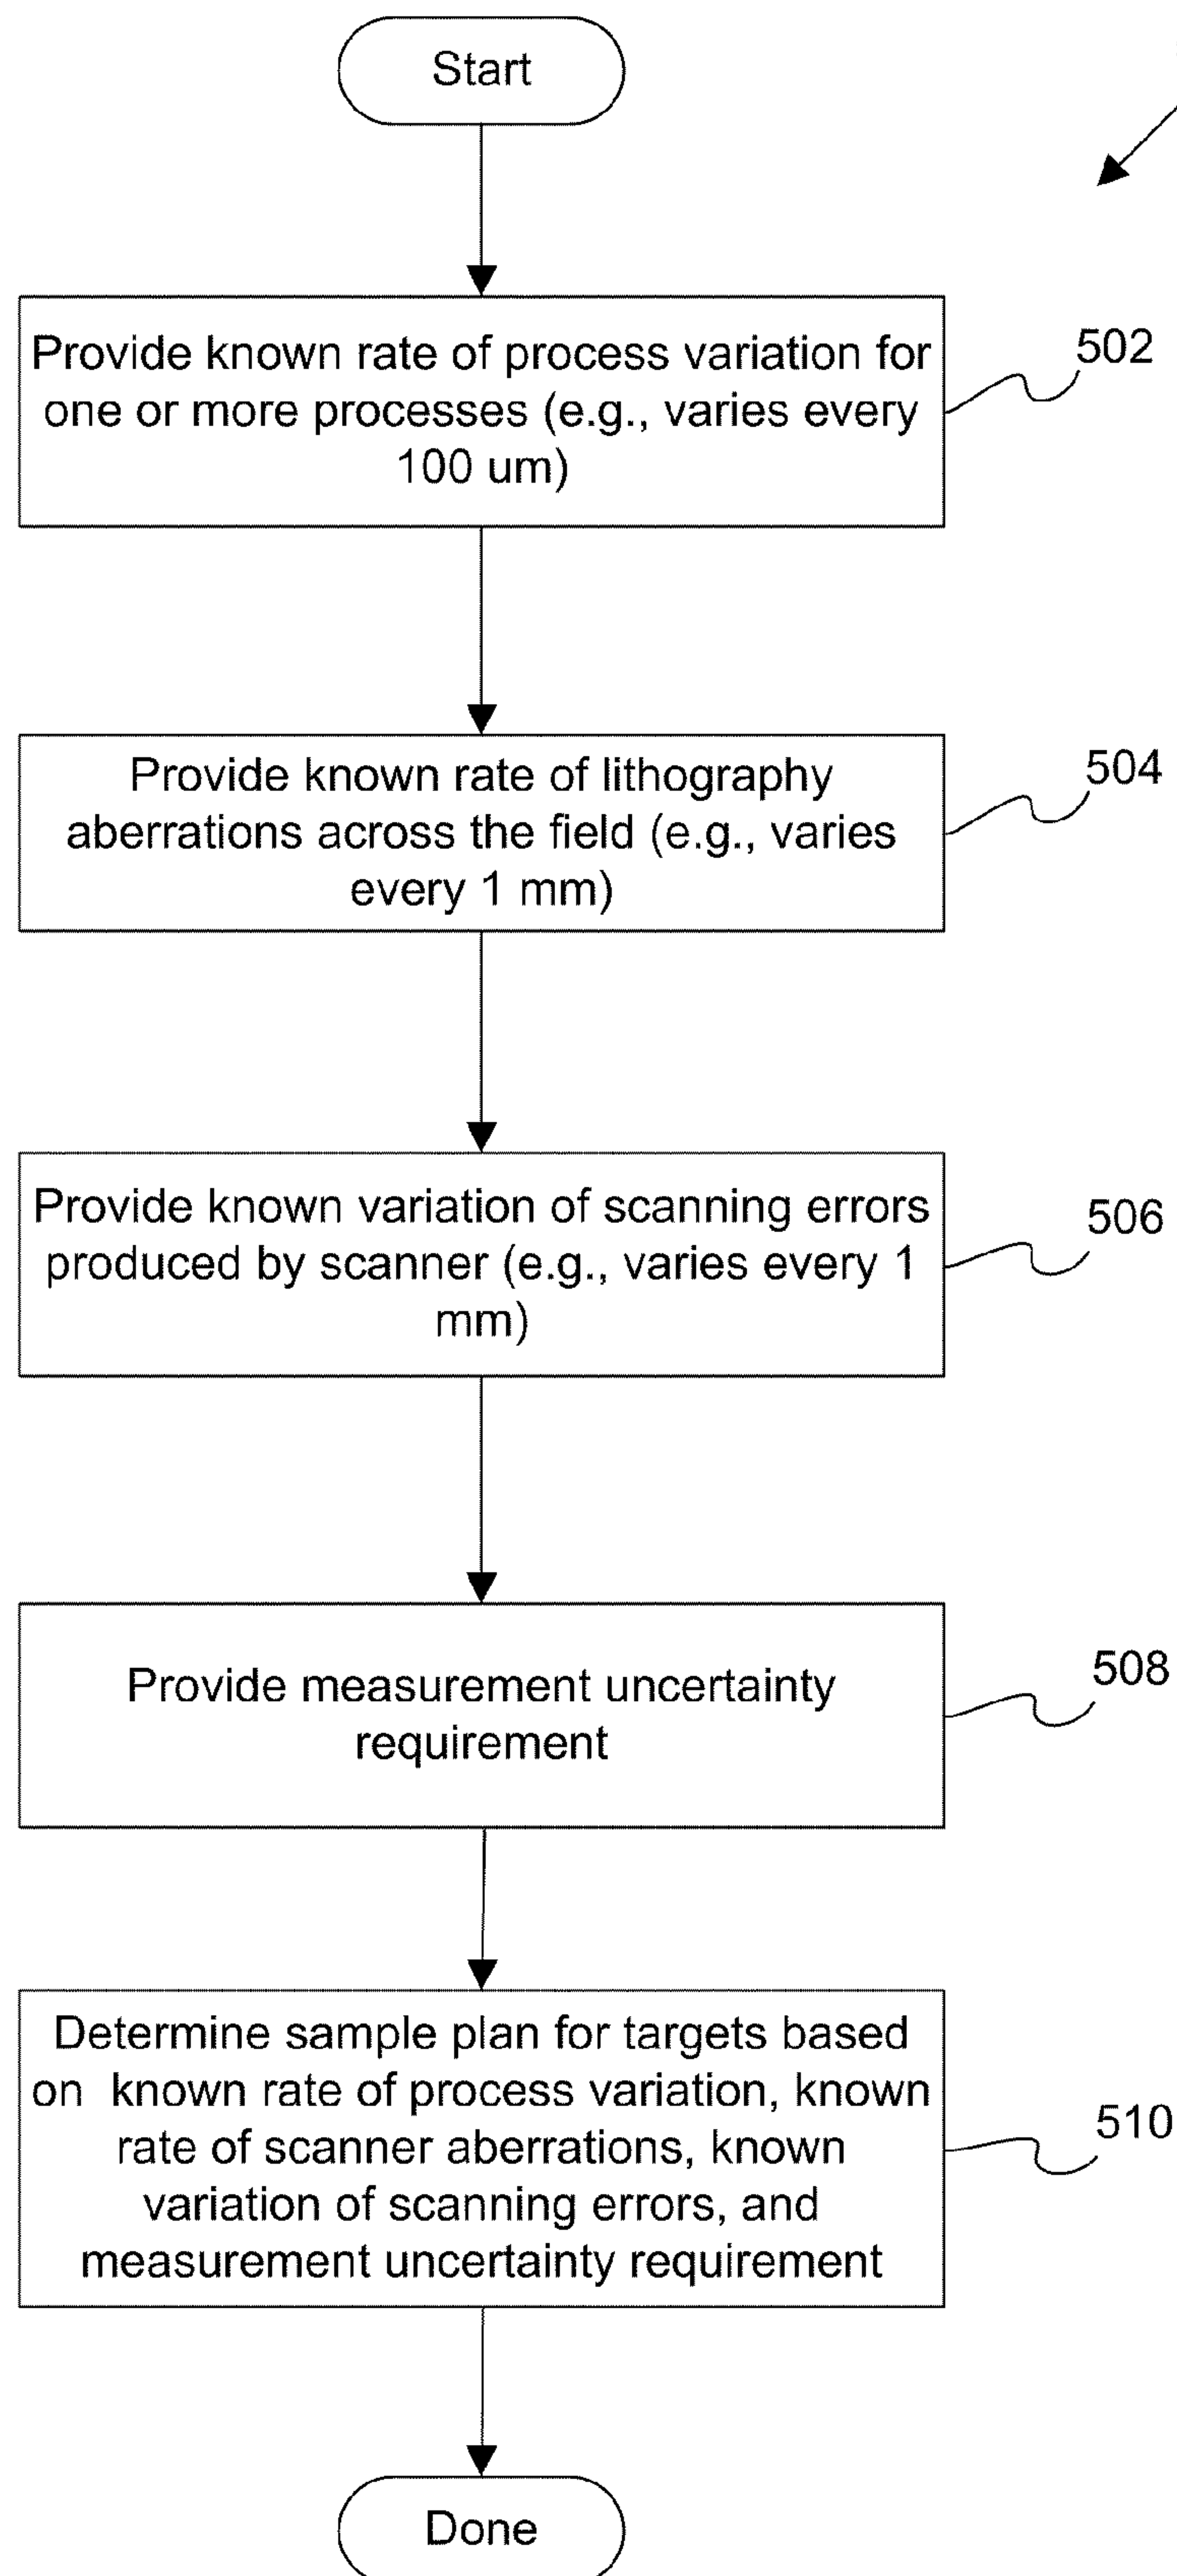 Start
Provide known rate of process variation for
one or more processes (e.g., varies every
100 um)
502
Provide known rate of lithography
aberrations across the field (e.g., varies
every 1 mm)
504
Provide known variation of scanning errors
produced by scanner (e.g., varies every 1
mm)
506
Provide measurement uncertainty
requirement
508
Determine sample plan for targets based
on known rate of process variation, known
rate of scanner aberrations, known
variation of scanning errors, and
measurement uncertainty requirement
510
Done